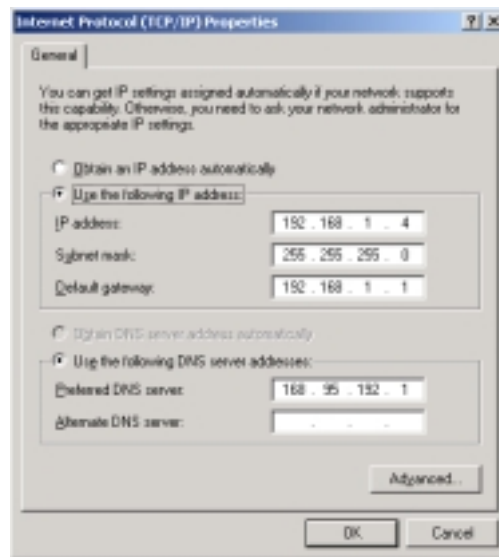 Internet Protocol (TCP/IP) Properties
General
You can get IP settings assigned automatically if your network supports
this capability. Otherwise, you need to ask your network administrator for
the appropriate IP settings.
Obtain an IP address automatically
Use the following IP address:
IP address: 192 . 168 . 1 . 4
Subnet mask: 255 . 255 . 255 . 0
Default gateway: 192 . 168 . 1 . 1
Obtain DNS server address automatically
Use the following DNS server addresses:
Preferred DNS server: 168 . 95 . 192 . 1
Alternate DNS server: . . .
Advanced...
OK Cancel